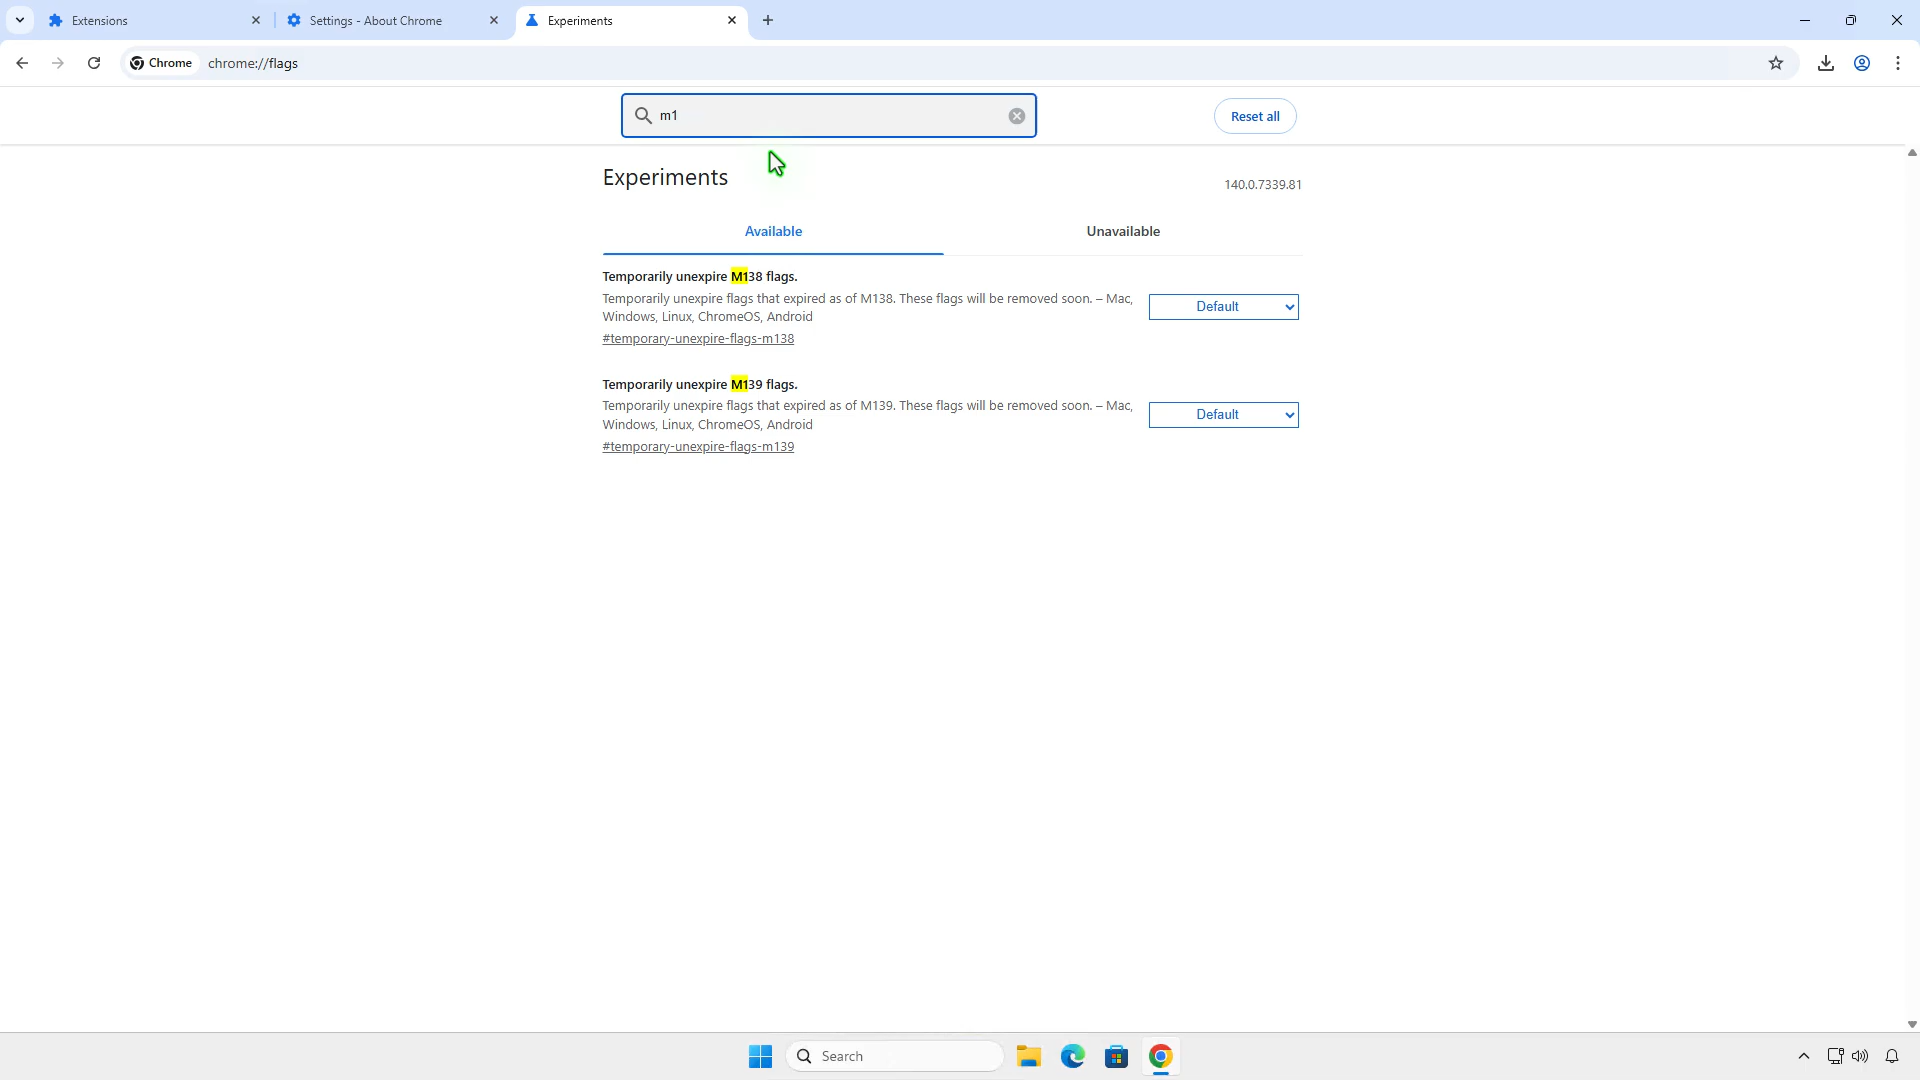 Extensions
Settings - About Chrome
Experiments
Chrome
chrome://flags
m1
Reset all
Experiments
140.0.7339.81
Available
Unavailable
Temporarily unexpire M138 flags.
Temporarily unexpire flags that expired as of M138. These flags will be removed soon. – Mac,
Windows, Linux, ChromeOS, Android
#temporary-unexpire-flags-m138
Default
Temporarily unexpire M139 flags.
Temporarily unexpire flags that expired as of M139. These flags will be removed soon. – Mac,
Windows, Linux, ChromeOS, Android
#temporary-unexpire-flags-m139
Default
Search